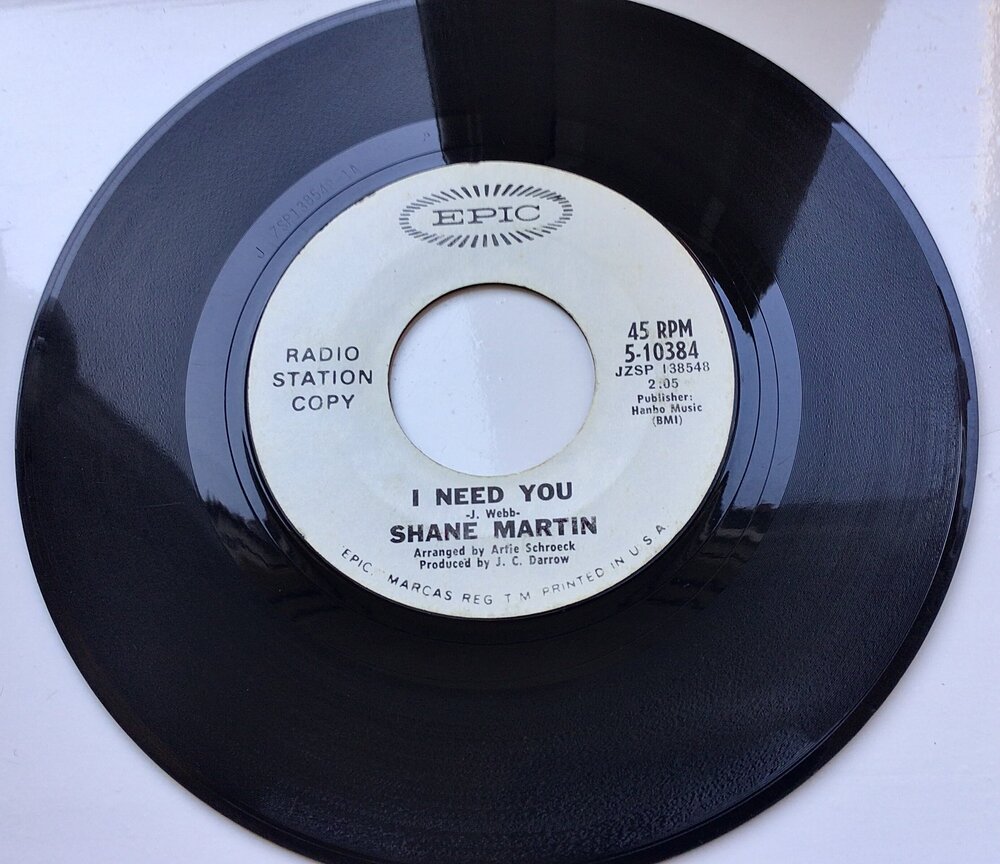 EPIC
RADIO
STATION
COPY
45 RPM
5-10384
JZSP 138548
2:05
Publisher:
Hanbo Music
(BMI)
I NEED YOU
-J. Webb-
SHANE MARTIN
Arranged by Artie Schroeck
Produced by J. C. Darrow
"EPIC," MARCAS REG T M PRINTED IN U S A